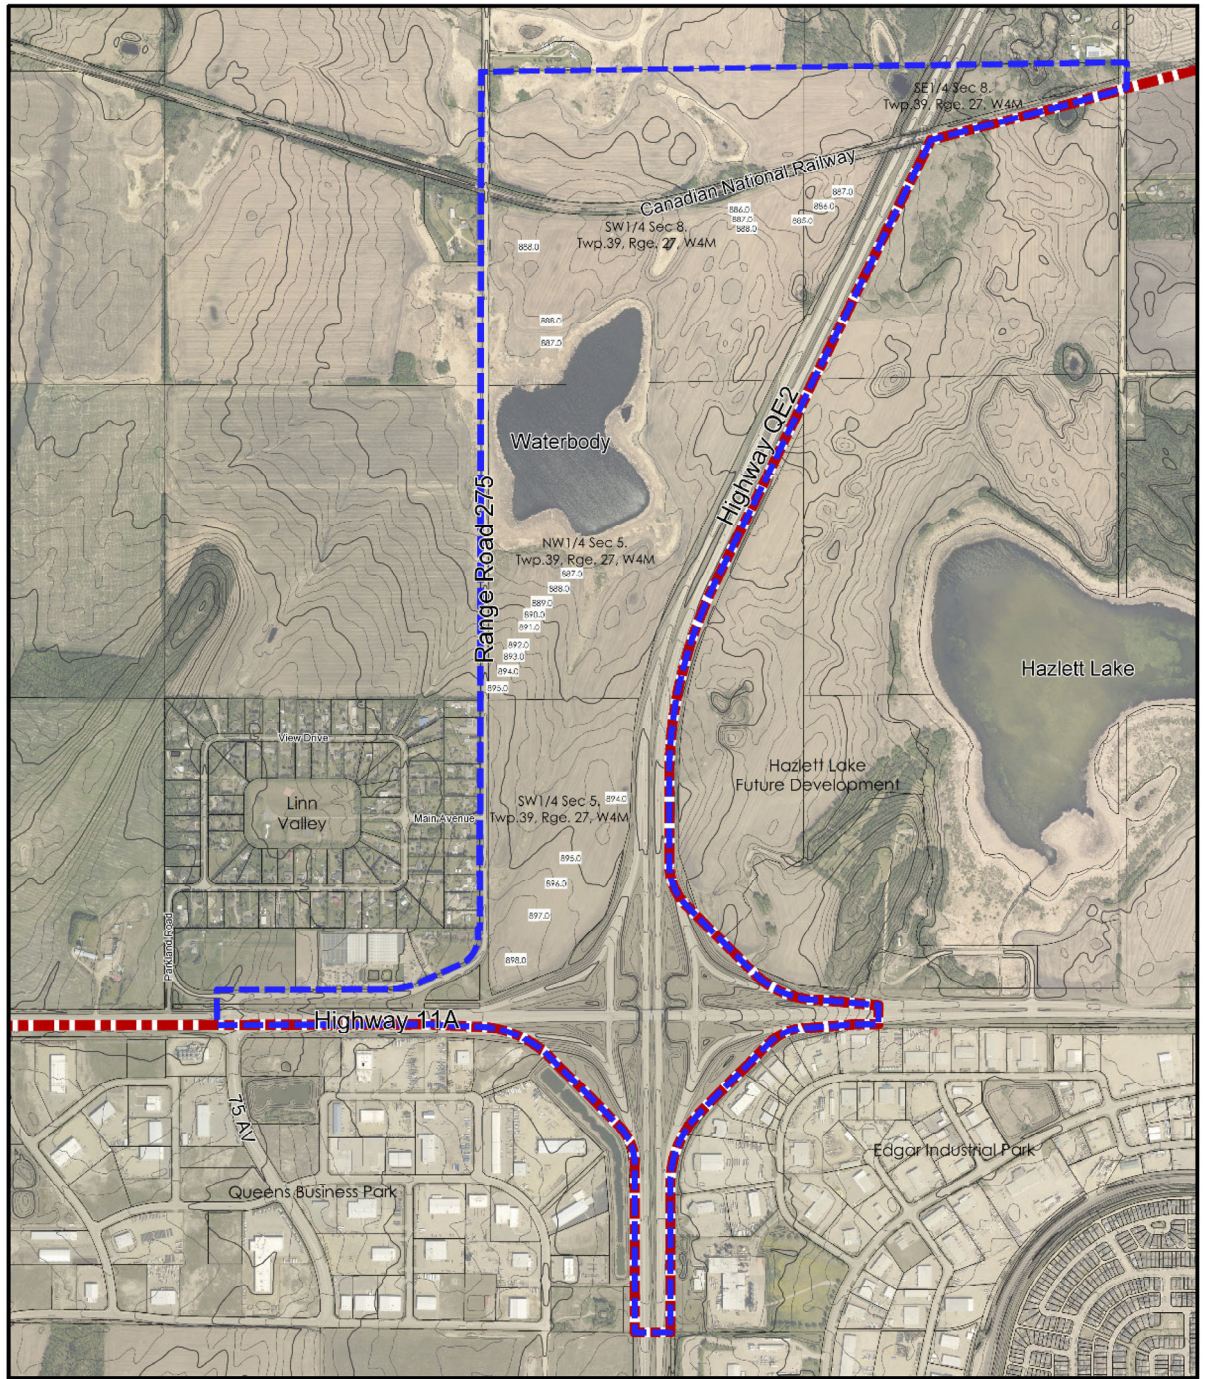 SE1/4 Sec 8.
Twp.39, Rge. 27, W4M
Canadian National Railway
887.0
886.0
885.0
886.0
887.0
888.0
SW1/4 Sec 8.
Twp.39, Rge. 27, W4M
888.0
888.0
887.0
Waterbody
Highway QE2
Range Road 275
NW1/4 Sec 5.
Twp.39, Rge. 27, W4M
887.0
888.0
889.0
890.0
891.0
892.0
893.0
894.0
895.0
Hazlett Lake
View Drive
Linn
Valley
Main Avenue
Hazlett Lake
Future Development
SW1/4 Sec 5.
Twp.39, Rge. 27, W4M
894.0
895.0
896.0
897.0
898.0
Parkland Road
Highway 11A
75 AV
Edgar Industrial Park
Queens Business Park